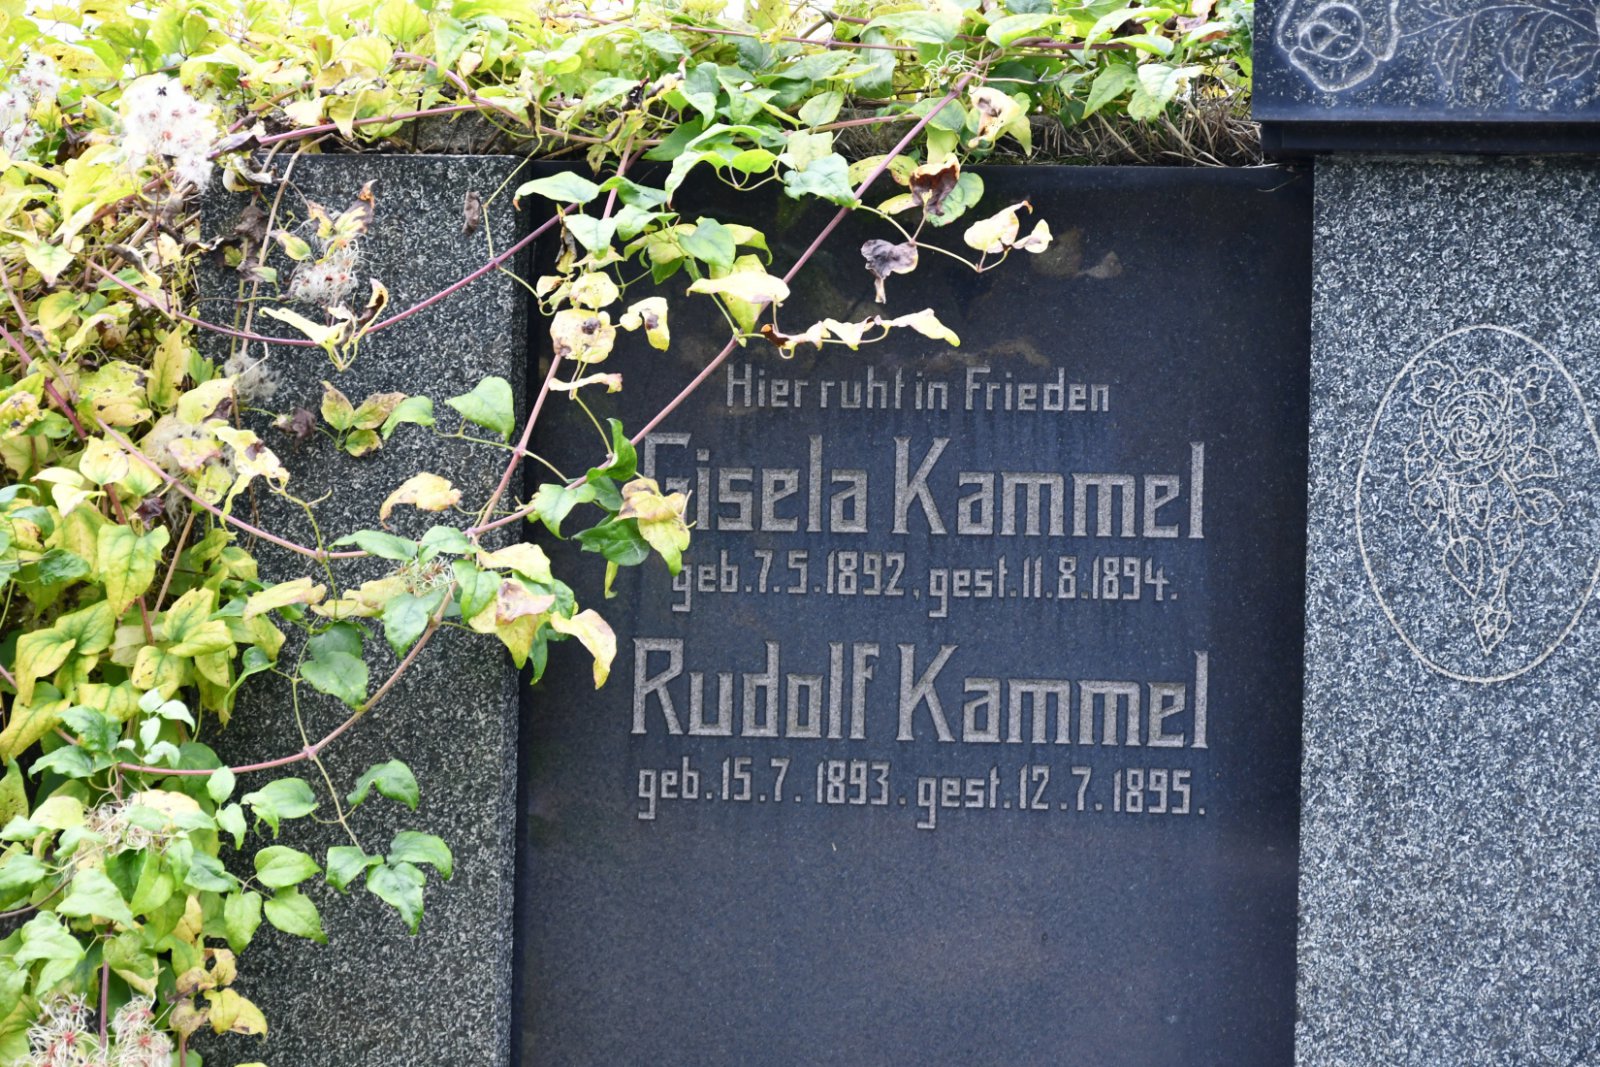 Hier ruht in Frieden
Gisela Kammel
geb. 7. 5. 1892, gest. 11. 8. 1894.
Rudolf Kammel
geb. 15. 7. 1893. gest. 12. 7. 1895.